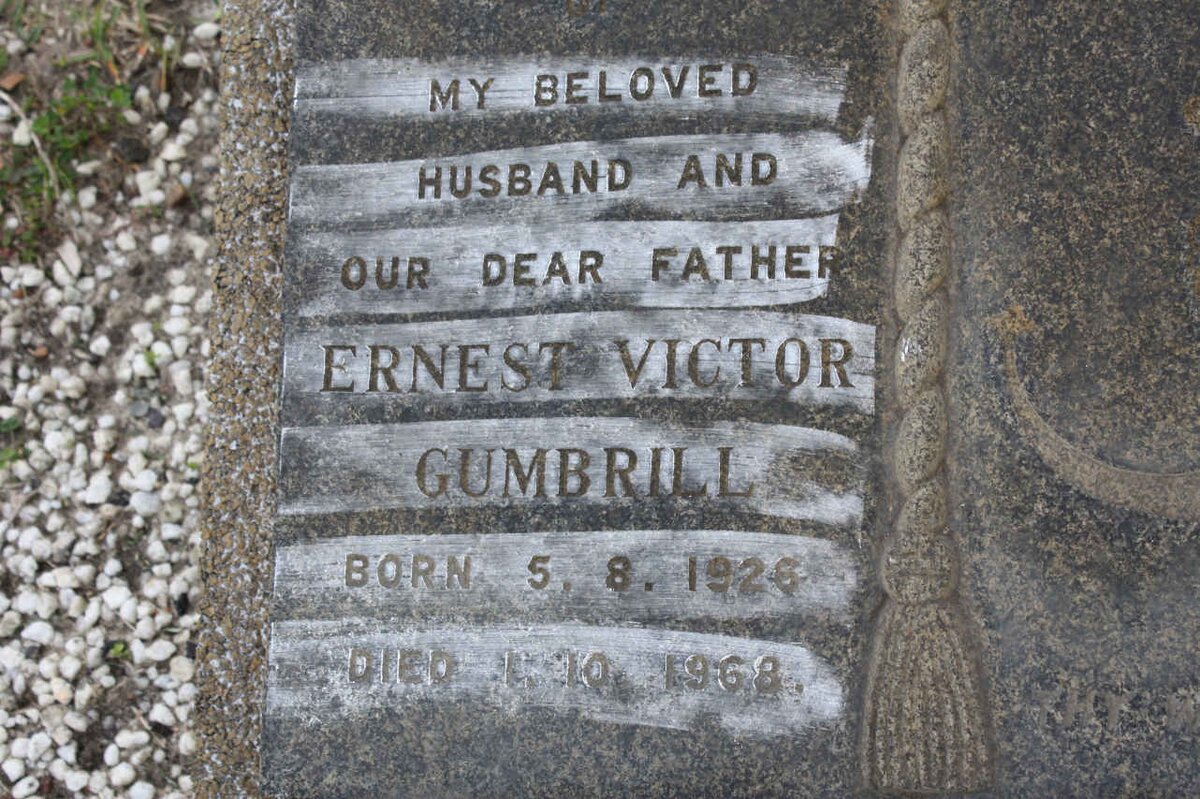 MY BELOVED
HUSBAND AND
OUR DEAR FATHER
ERNEST VICTOR
GUMBRILL
BORN 5. 8. 1926
DIED 1. 10 1968.